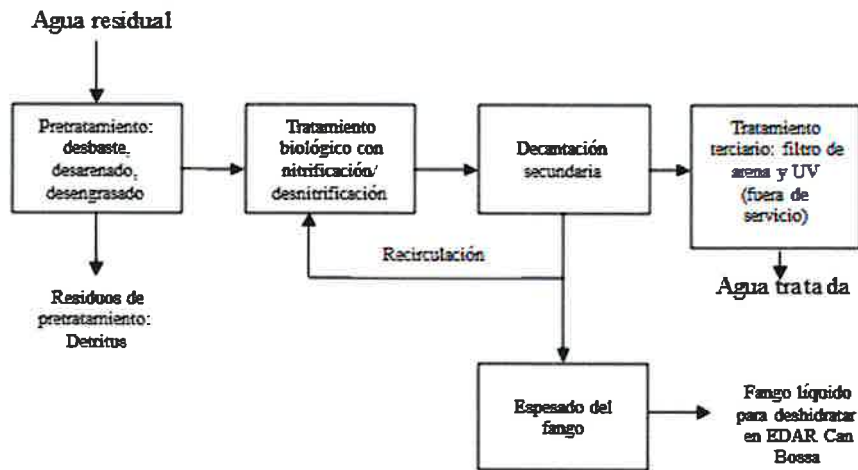 Agua residual
Pretratamiento:
desbaste,
desarenado,
desengrasado
Tratamiento
biológico con
nitrificación/
desnitrificación
Decantación
secundaria
Tratamiento
terciario: filtro de
arena y UV
(fuera de
servicio)
Recirculación
Agua tratada
Residuos de
pretratamiento:
Detritus
Espesado del
fango
Fango líquido
para deshidratar
en EDAR Can
Bossa